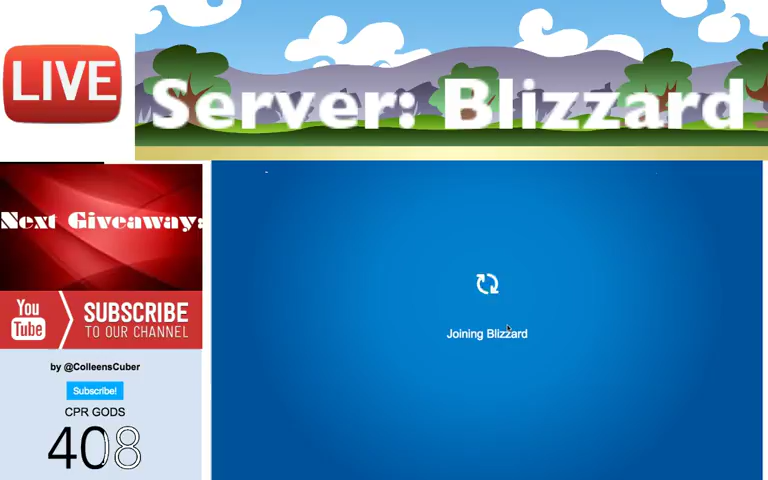 LIVE
Server: Blizzard
Next Giveaway:
You
Tube
SUBSCRIBE
TO OUR CHANNEL
by @ColleensCuber
Subscribe!
CPR GODS
408
Joining Blizzard